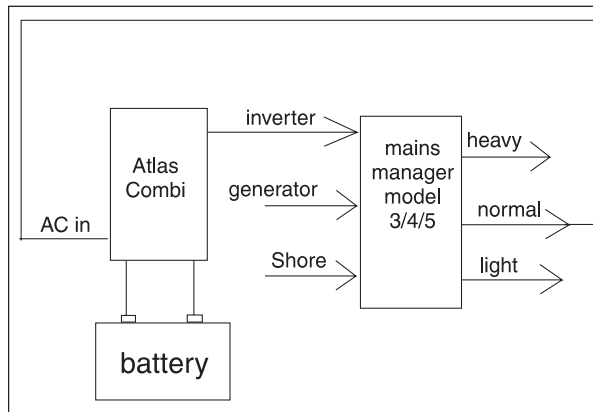 inverter
Atlas
Combi
mains
manager
model
3/4/5
heavy
generator
normal
AC in
Shore
light
battery